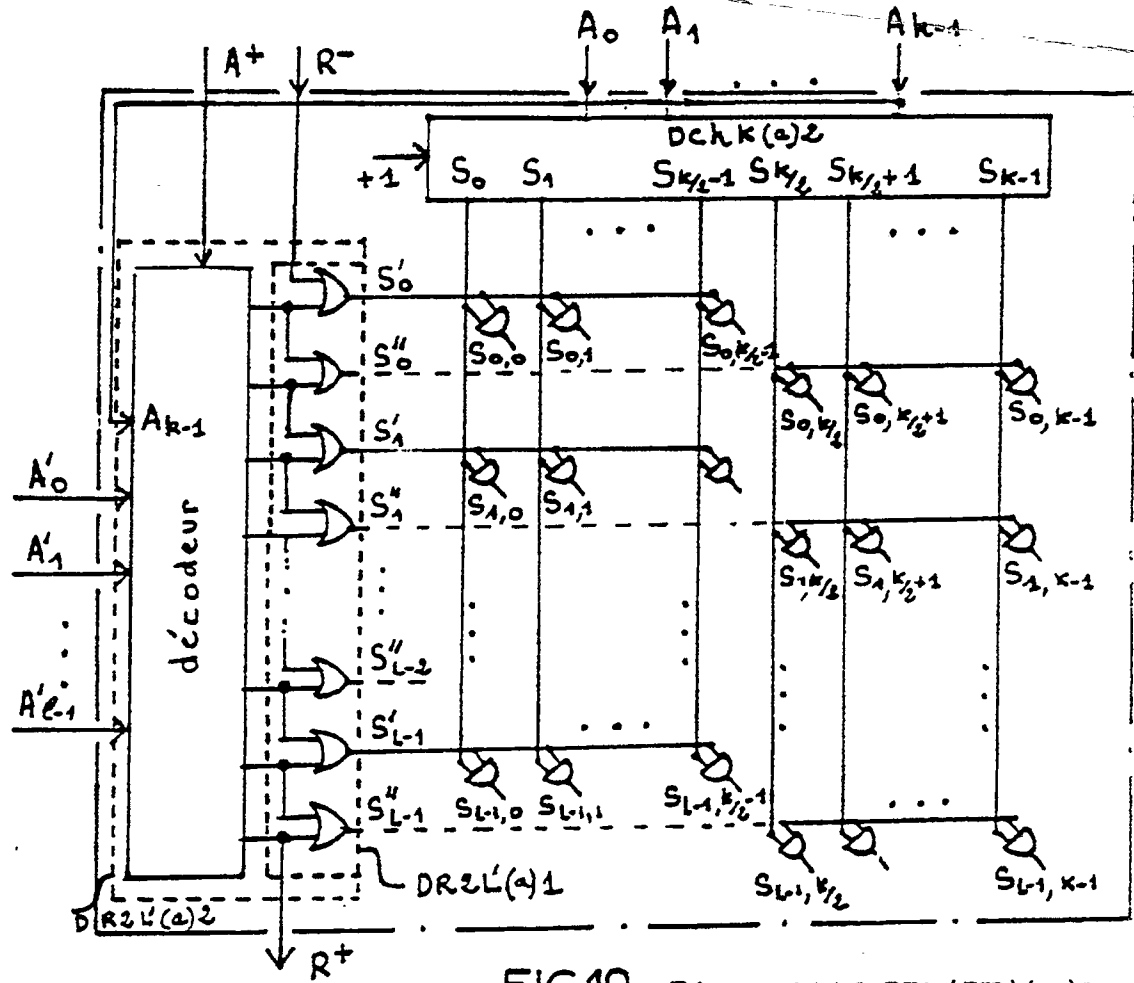 A₀ A₁ Ak-1
A⁺ R⁻
Dchk(a)2
+1 S₀ S₁ Sk/2-1 Sk/2 Sk/2+1 Sk-1
S'₀
S₀,₀ S₀,₁ S₀,k/2-1
S''₀
Ak-1
S₀,k/2 S₀,k/2+1 S₀,k-1
S'₁
A'₀
S₁,₀ S₁,₁
S''₁
A'₁
S₁,k/2 S₁,k/2+1 S₁,k-1
décodeur
S''L-2
A'ℓ-1
S'L-1
SL-1,0 SL-1,1 SL-1,k/2-1
S''L-1
DR2L'(a)1
SL-1,k/2 SL-1,k-1
DR2L'(a)2
R⁺
FIG.19